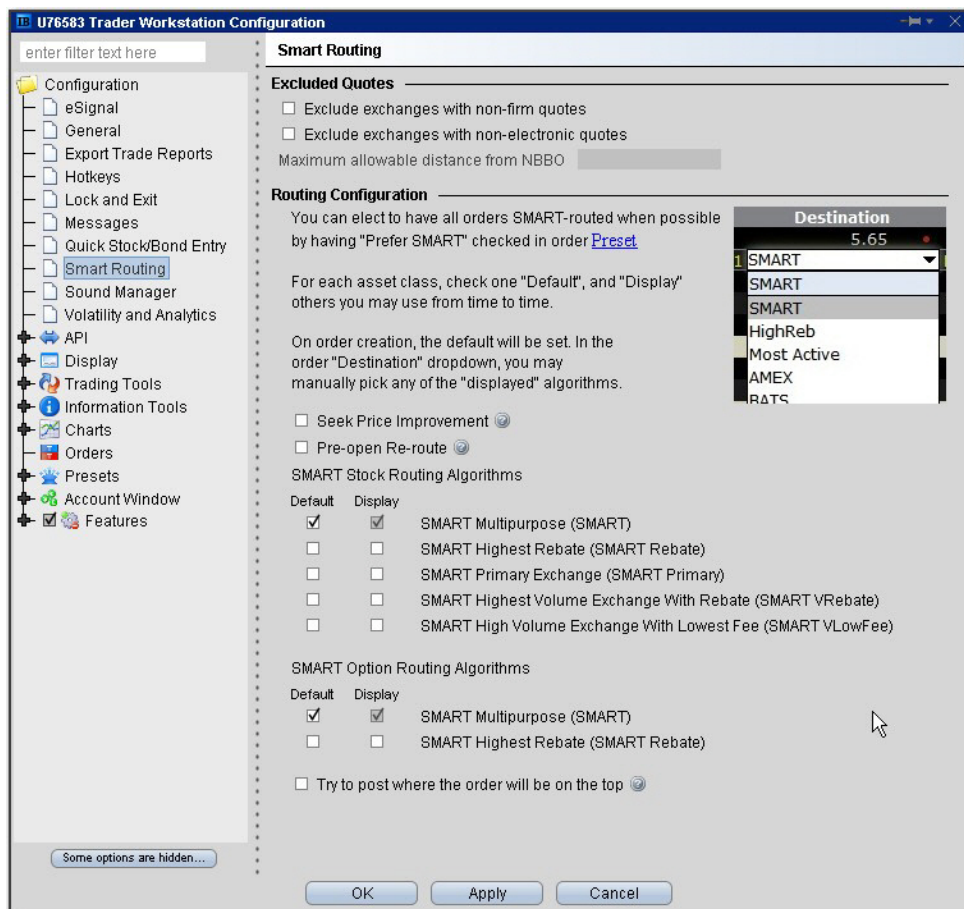 IB U76583 Trader Workstation Configuration
enter filter text here
Configuration
eSignal
General
Export Trade Reports
Hotkeys
Lock and Exit
Messages
Quick Stock/Bond Entry
Smart Routing
Sound Manager
Volatility and Analytics
API
Display
Trading Tools
Information Tools
Charts
Orders
Presets
Account Window
Features
Some options are hidden...
Smart Routing
Excluded Quotes
Exclude exchanges with non-firm quotes
Exclude exchanges with non-electronic quotes
Maximum allowable distance from NBBO
Routing Configuration
You can elect to have all orders SMART-routed when possible
by having "Prefer SMART" checked in order Preset
For each asset class, check one "Default", and "Display"
others you may use from time to time.
On order creation, the default will be set. In the
order "Destination" dropdown, you may
manually pick any of the "displayed" algorithms.
Destination
5.65
1 SMART
SMART
SMART
HighReb
Most Active
AMEX
BATS
Seek Price Improvement ?
Pre-open Re-route ?
SMART Stock Routing Algorithms
Default Display
SMART Multipurpose (SMART)
SMART Highest Rebate (SMART Rebate)
SMART Primary Exchange (SMART Primary)
SMART Highest Volume Exchange With Rebate (SMART VRebate)
SMART High Volume Exchange With Lowest Fee (SMART VLowFee)
SMART Option Routing Algorithms
Default Display
SMART Multipurpose (SMART)
SMART Highest Rebate (SMART Rebate)
Try to post where the order will be on the top ?
OK Apply Cancel